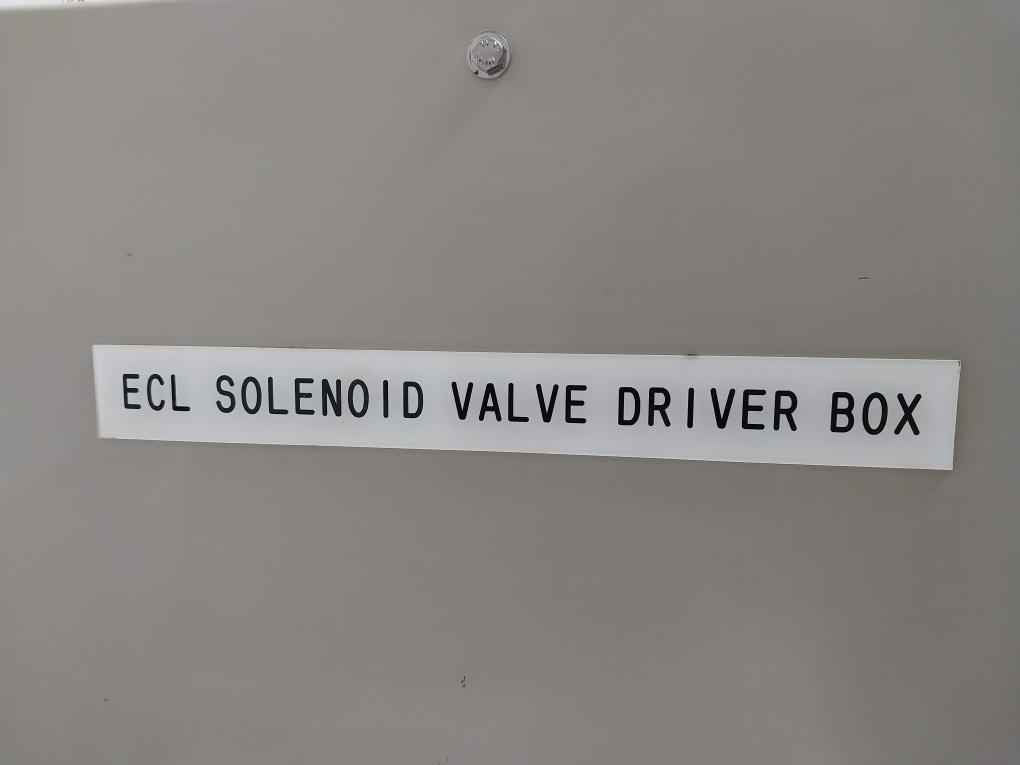 ECL SOLENOID VALVE DRIVER BOX